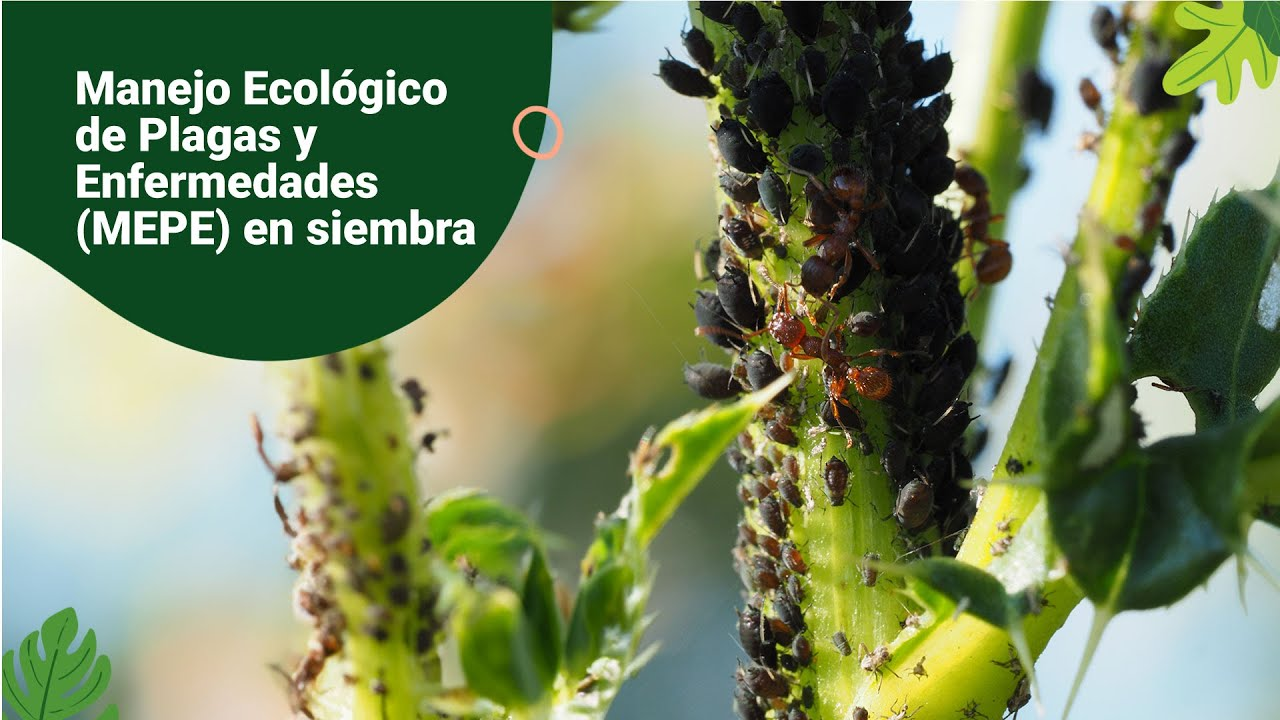 Manejo Ecológico
de Plagas y
Enfermedades
(MEPE) en siembra